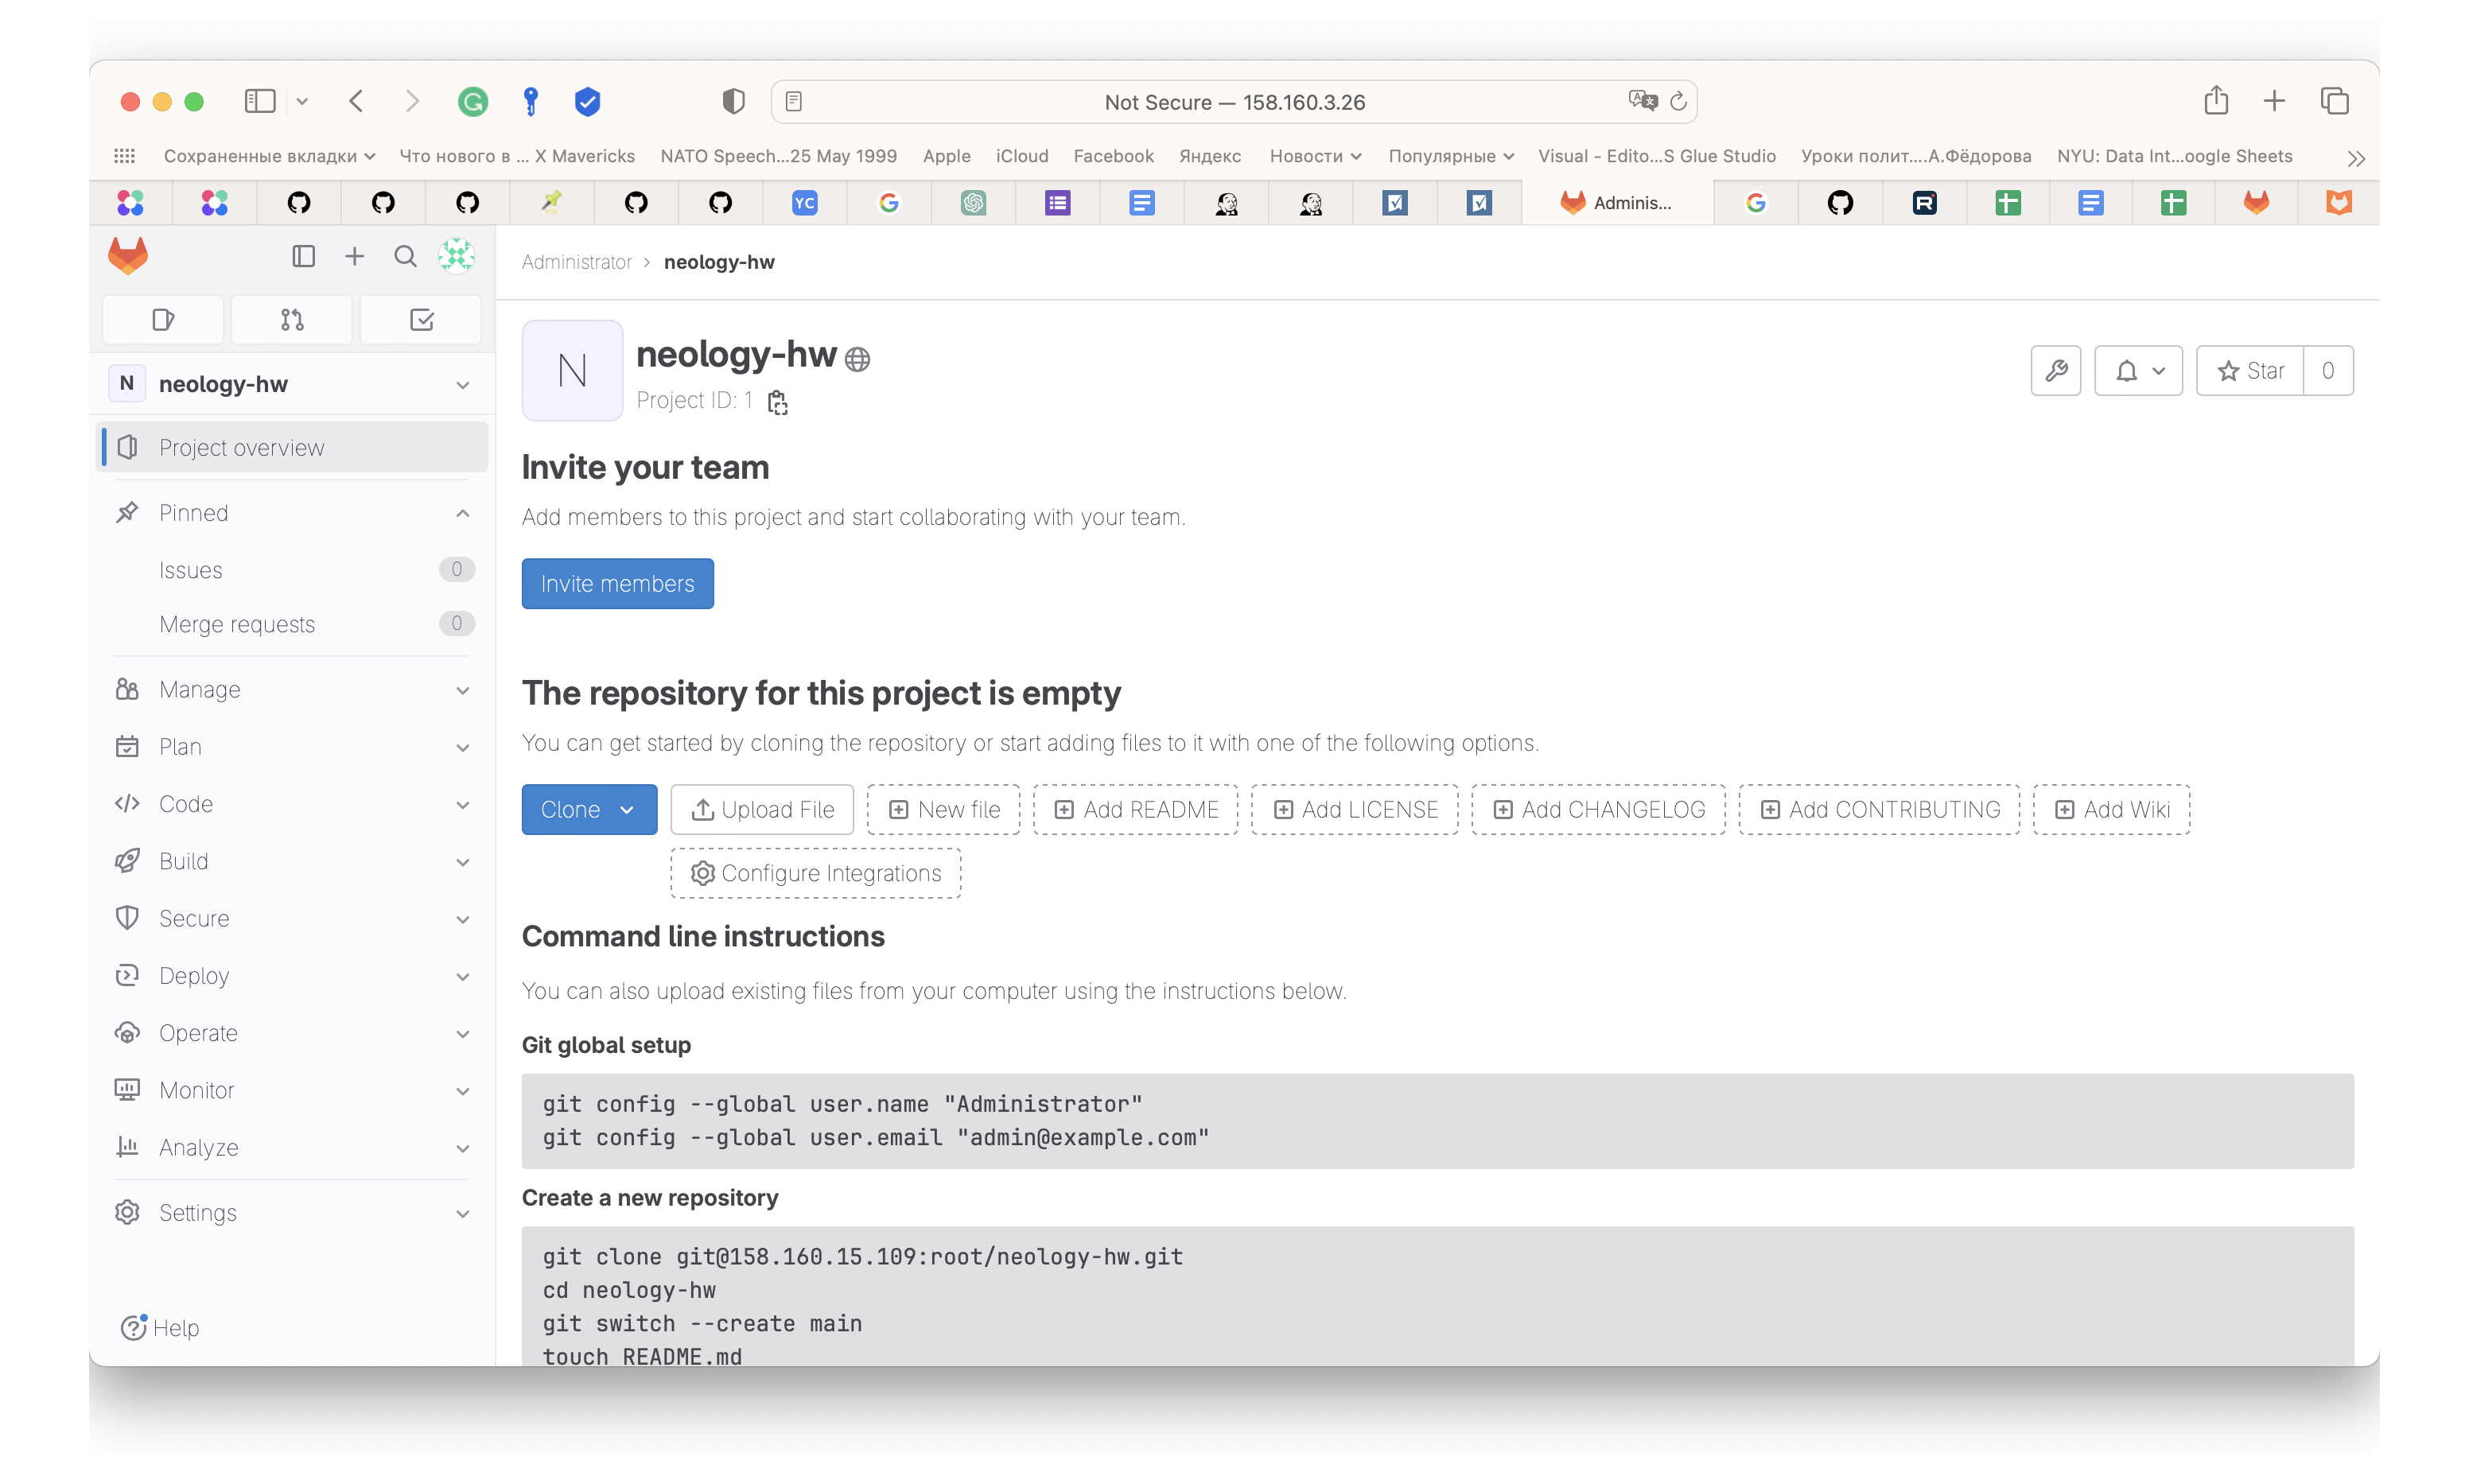 Not Secure — 158.160.3.26
Сохраненные вкладки
Что нового в ... X Mavericks
NATO Speech...25 May 1999
Apple
iCloud
Facebook
Яндекс
Новости
Популярные
Visual - Edito...S Glue Studio
Уроки полит....А.Фёдорова
NYU: Data Int...oogle Sheets
YC
Adminis...
Administrator > neology-hw
N neology-hw
Project overview
Pinned
Issues 0
Merge requests 0
Manage
Plan
Code
Build
Secure
Deploy
Operate
Monitor
Analyze
Settings
Help
N
neology-hw
Project ID: 1
Star 0
Invite your team
Add members to this project and start collaborating with your team.
Invite members
The repository for this project is empty
You can get started by cloning the repository or start adding files to it with one of the following options.
Clone
Upload File
New file
Add README
Add LICENSE
Add CHANGELOG
Add CONTRIBUTING
Add Wiki
Configure Integrations
Command line instructions
You can also upload existing files from your computer using the instructions below.
Git global setup
git config --global user.name "Administrator"
git config --global user.email "admin@example.com"
Create a new repository
git clone git@158.160.15.109:root/neology-hw.git
cd neology-hw
git switch --create main
touch README.md